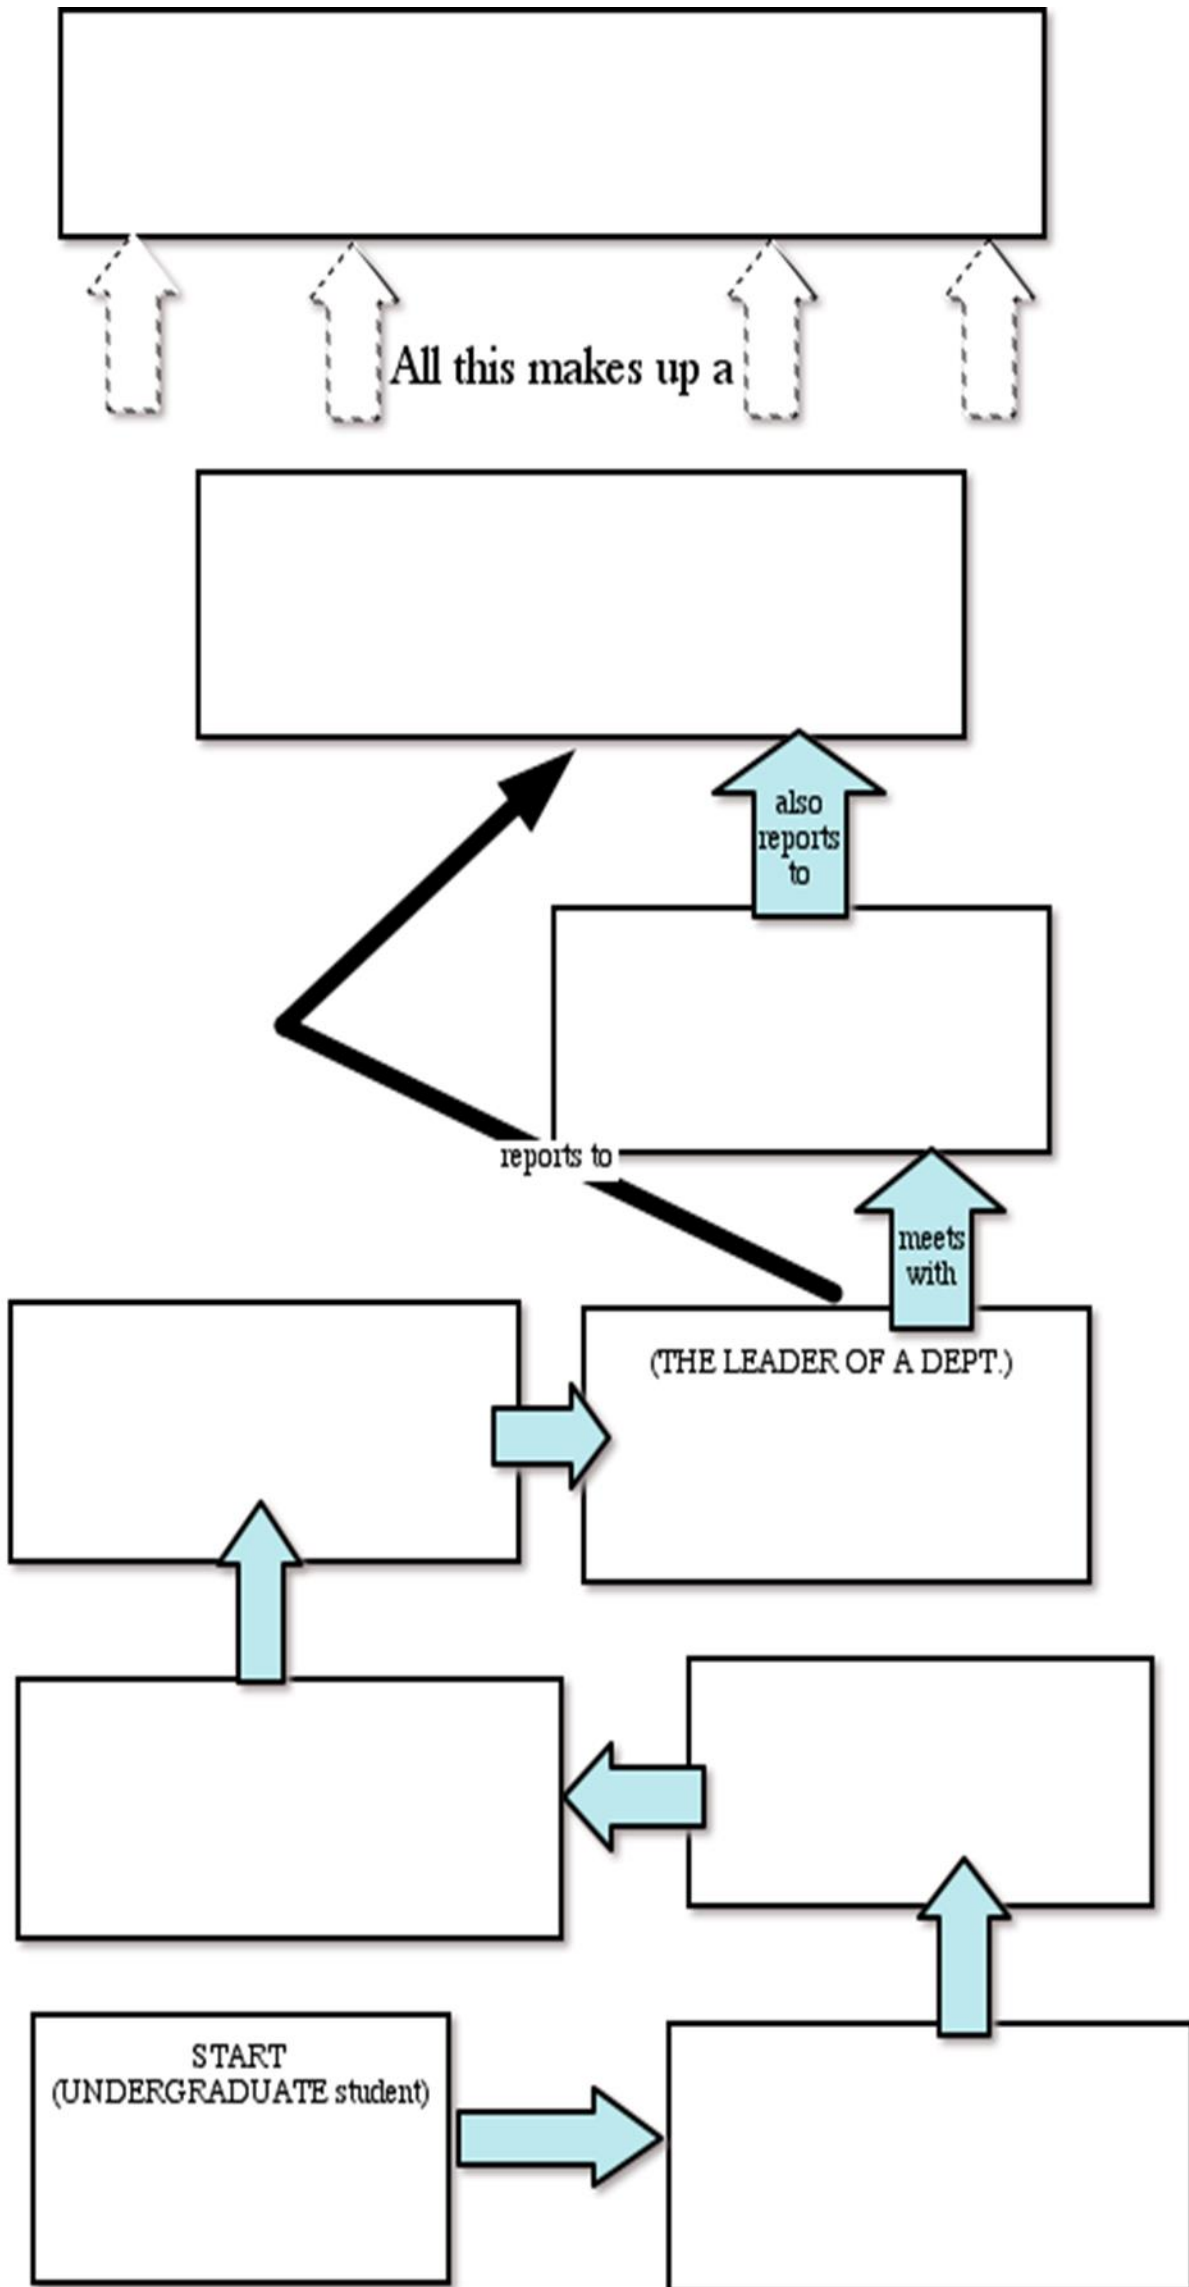 All this makes up a
also
reports
to
reports to
meets
with
(THE LEADER OF A DEPT.)
START
(UNDERGRADUATE student)